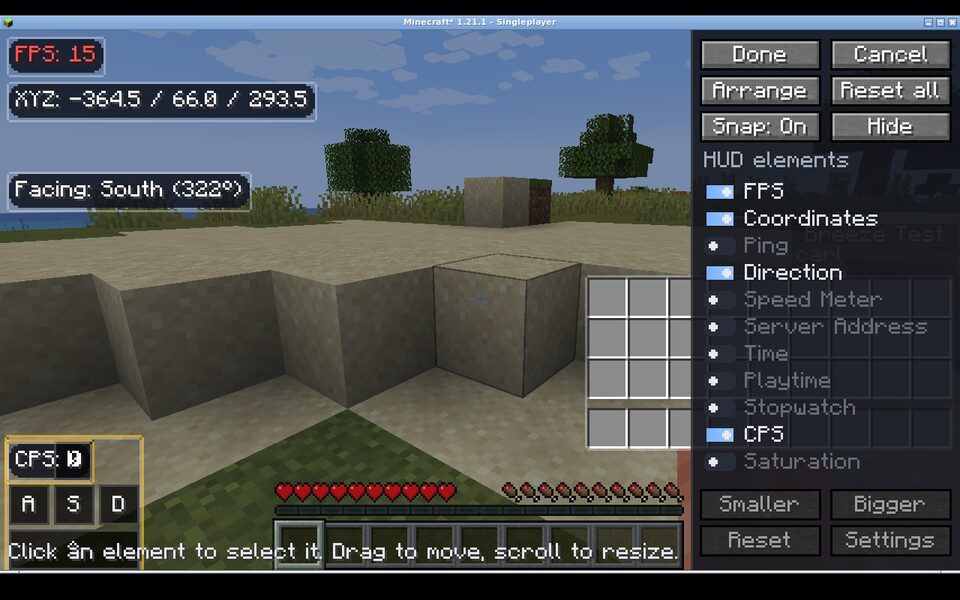 Minecraft* 1.21.1 - Singleplayer
FPS: 15
XYZ: -364.5 / 66.0 / 293.5
Facing: South (322°)
Done
Cancel
Arrange
Reset all
Snap: On
Hide
HUD elements
FPS
Coordinates
Ping
Direction
Speed Meter
Server Address
Time
Playtime
Stopwatch
CPS
Saturation
Smaller
Bigger
Reset
Settings
CPS:
A S D
Click an element to select it. Drag to move, scroll to resize.